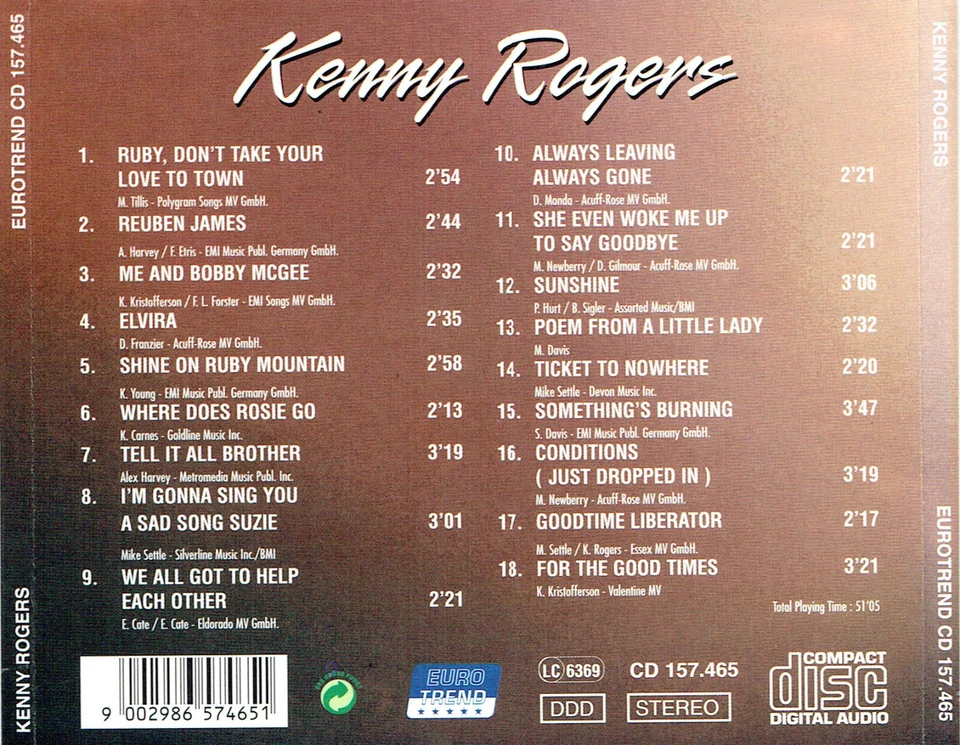 EUROTREND CD 157.465
KENNY ROGERS
Kenny Rogers
1. RUBY, DON'T TAKE YOUR
LOVE TO TOWN 2'54
M. Tillis - Polygram Songs MV GmbH.
2. REUBEN JAMES 2'44
A. Harvey / F. Etris - EMI Music Publ. Germany GmbH.
3. ME AND BOBBY MCGEE 2'32
K. Kristofferson / F. L. Forster - EMI Songs MV GmbH.
4. ELVIRA 2'35
D. Franzier - Acuff-Rose MV GmbH.
5. SHINE ON RUBY MOUNTAIN 2'58
K. Young - EMI Music Publ. Germany GmbH.
6. WHERE DOES ROSIE GO 2'13
K. Carnes - Goldline Music Inc.
7. TELL IT ALL BROTHER 3'19
Alex Harvey - Metromedia Music Publ. Inc.
8. I'M GONNA SING YOU
A SAD SONG SUZIE 3'01
Mike Settle - Silverline Music Inc./BMI
9. WE ALL GOT TO HELP
EACH OTHER 2'21
E. Cate / E. Cate - Eldorado MV GmbH.
10. ALWAYS LEAVING
ALWAYS GONE 2'21
D. Manda - Acuff-Rose MV GmbH.
11. SHE EVEN WOKE ME UP
TO SAY GOODBYE 2'21
M. Newberry / D. Gilmour - Acuff-Rose MV GmbH.
12. SUNSHINE 3'06
P. Hurt / B. Sigler - Assorted Music/BMI
13. POEM FROM A LITTLE LADY 2'32
M. Davis
14. TICKET TO NOWHERE 2'20
Mike Settle - Devon Music Inc.
15. SOMETHING'S BURNING 3'47
S. Davis - EMI Music Publ. Germany GmbH.
16. CONDITIONS
( JUST DROPPED IN ) 3'19
M. Newberry - Acuff-Rose MV GmbH.
17. GOODTIME LIBERATOR 2'17
M. Settle / K. Rogers - Essex MV GmbH.
18. FOR THE GOOD TIMES 3'21
K. Kristofferson - Valentine MV
Total Playing Time : 51'05
9 002986 574651
DER GRÜNE PUNKT
EURO
TREND
LC 6369
CD 157.465
DDD
STEREO
COMPACT
disc
DIGITAL AUDIO
KENNY ROGERS
EUROTREND CD 157.465